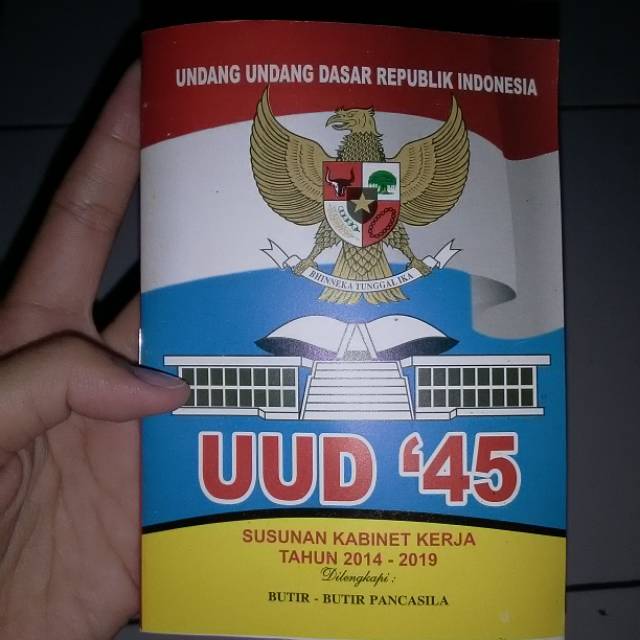 UNDANG UNDANG DASAR REPUBLIK INDONESIA
BHINNEKA TUNGGAL IKA
UUD ‘45
SUSUNAN KABINET KERJA
TAHUN 2014 - 2019
Dilengkapi :
BUTIR - BUTIR PANCASILA